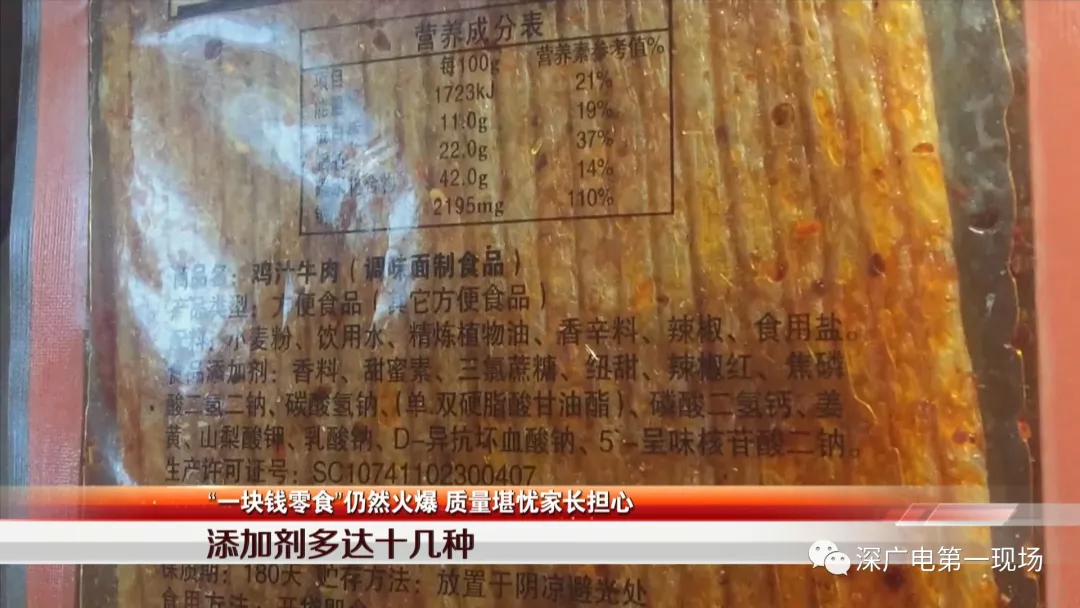 营养成分表
项目 每100g 营养素参考值%
能量 1723kJ 21%
11.0g 19%
22.0g 37%
42.0g 14%
2195mg 110%
商品名：鸡汁牛肉（调味面制食品）
产品类型：方便食品（其它方便食品）
配料：小麦粉、饮用水、精炼植物油、香辛料、辣椒、食用盐。
食品添加剂：香料、甜蜜素、三氯蔗糖、纽甜、辣椒红、焦磷
酸二氢二钠、碳酸氢钠、（单.双硬脂酸甘油酯）、磷酸二氢钙、姜
黄、山梨酸钾、乳酸钠、D-异抗坏血酸钠、5`-呈味核苷酸二钠。
生产许可证号：SC10741102300407
“一块钱零食”仍然火爆 质量堪忧家长担心
添加剂多达十几种
深广电第一现场
保质期：180天 贮存方法：放置于阴凉避光处
食用方法：开袋即食